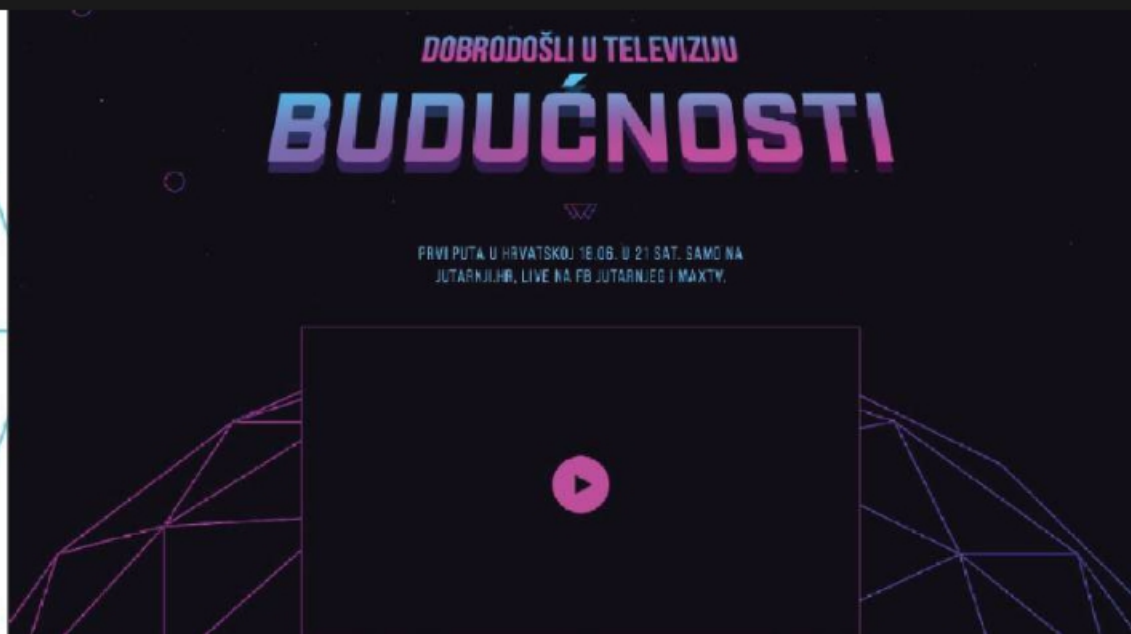 DOBRODOŠLI U TELEVIZIJU
BUDUĆNOSTI
PRVI PUTA U HRVATSKOJ 18.06. U 21 SAT. SAMO NA
JUTARNJI.HR, LIVE NA FB JUTARNJEG I MAXTV.